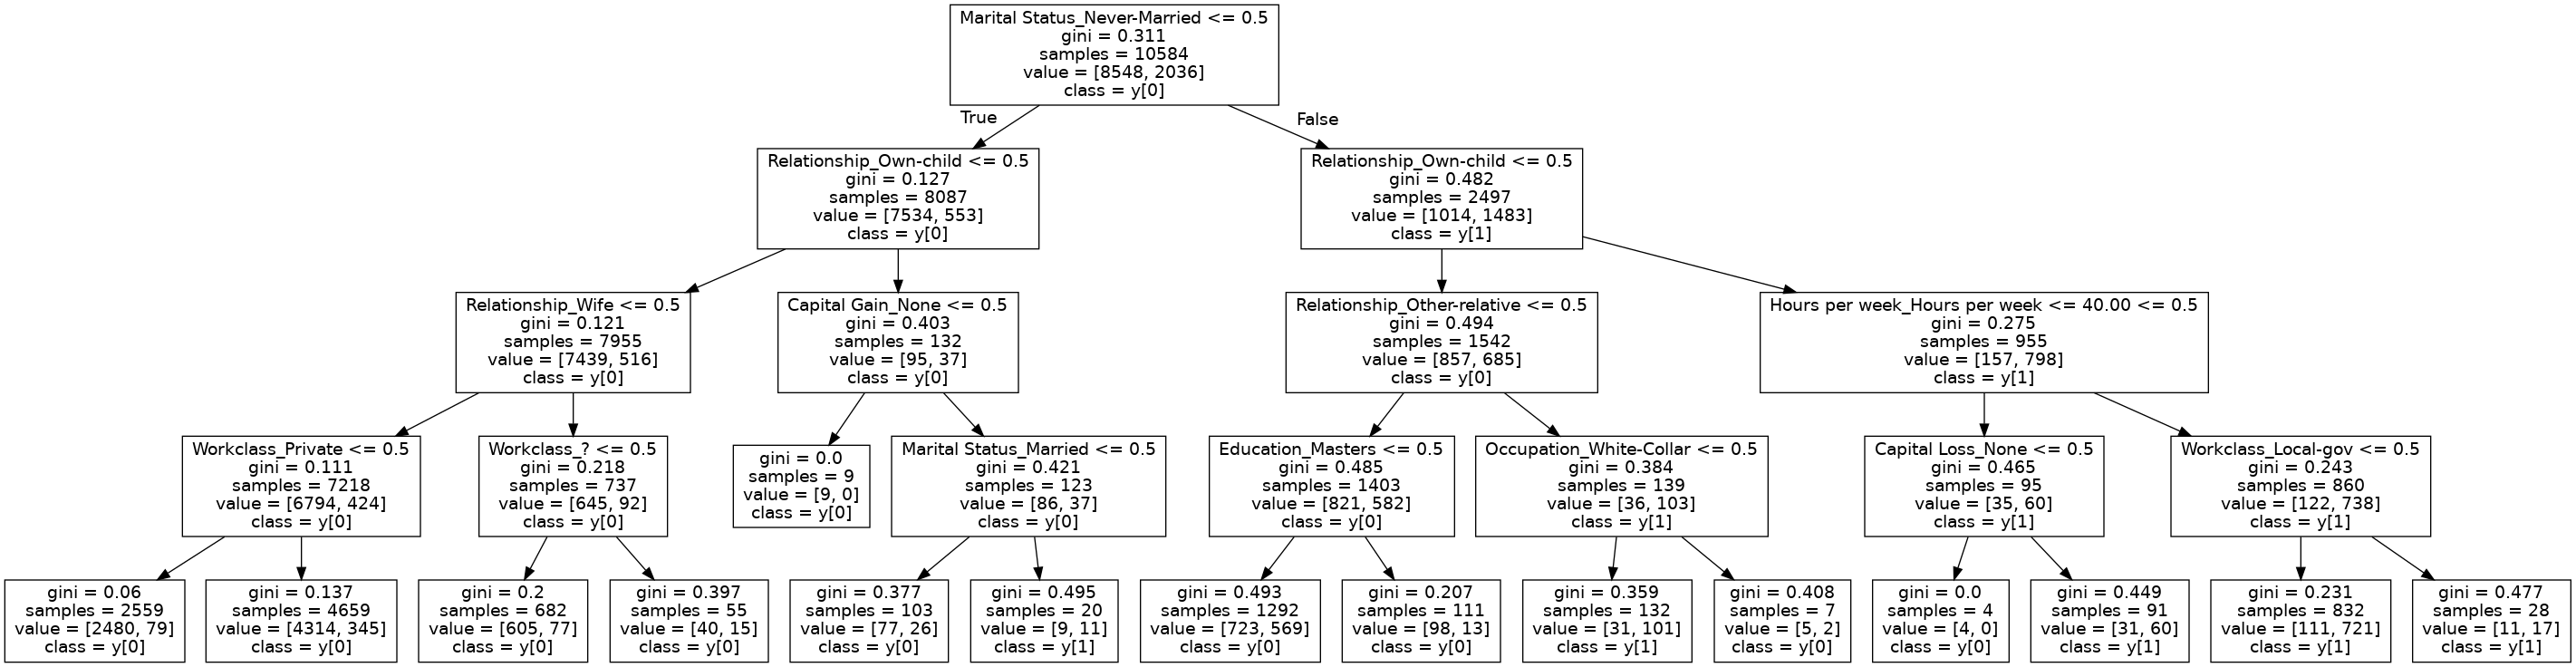 Marital Status_Never-Married <= 0.5
gini = 0.311
samples = 10584
value = [8548, 2036]
class = y[0]
True
False
Relationship_Own-child <= 0.5
gini = 0.127
samples = 8087
value = [7534, 553]
class = y[0]
Relationship_Own-child <= 0.5
gini = 0.482
samples = 2497
value = [1014, 1483]
class = y[1]
Relationship_Wife <= 0.5
gini = 0.121
samples = 7955
value = [7439, 516]
class = y[0]
Capital Gain_None <= 0.5
gini = 0.403
samples = 132
value = [95, 37]
class = y[0]
Relationship_Other-relative <= 0.5
gini = 0.494
samples = 1542
value = [857, 685]
class = y[0]
Hours per week_Hours per week <= 40.00 <= 0.5
gini = 0.275
samples = 955
value = [157, 798]
class = y[1]
Workclass_Private <= 0.5
gini = 0.111
samples = 7218
value = [6794, 424]
class = y[0]
Workclass_? <= 0.5
gini = 0.218
samples = 737
value = [645, 92]
class = y[0]
gini = 0.0
samples = 9
value = [9, 0]
class = y[0]
Marital Status_Married <= 0.5
gini = 0.421
samples = 123
value = [86, 37]
class = y[0]
Education_Masters <= 0.5
gini = 0.485
samples = 1403
value = [821, 582]
class = y[0]
Occupation_White-Collar <= 0.5
gini = 0.384
samples = 139
value = [36, 103]
class = y[1]
Capital Loss_None <= 0.5
gini = 0.465
samples = 95
value = [35, 60]
class = y[1]
Workclass_Local-gov <= 0.5
gini = 0.243
samples = 860
value = [122, 738]
class = y[1]
gini = 0.06
samples = 2559
value = [2480, 79]
class = y[0]
gini = 0.137
samples = 4659
value = [4314, 345]
class = y[0]
gini = 0.2
samples = 682
value = [605, 77]
class = y[0]
gini = 0.397
samples = 55
value = [40, 15]
class = y[0]
gini = 0.377
samples = 103
value = [77, 26]
class = y[0]
gini = 0.495
samples = 20
value = [9, 11]
class = y[1]
gini = 0.493
samples = 1292
value = [723, 569]
class = y[0]
gini = 0.207
samples = 111
value = [98, 13]
class = y[0]
gini = 0.359
samples = 132
value = [31, 101]
class = y[1]
gini = 0.408
samples = 7
value = [5, 2]
class = y[0]
gini = 0.0
samples = 4
value = [4, 0]
class = y[0]
gini = 0.449
samples = 91
value = [31, 60]
class = y[1]
gini = 0.231
samples = 832
value = [111, 721]
class = y[1]
gini = 0.477
samples = 28
value = [11, 17]
class = y[1]